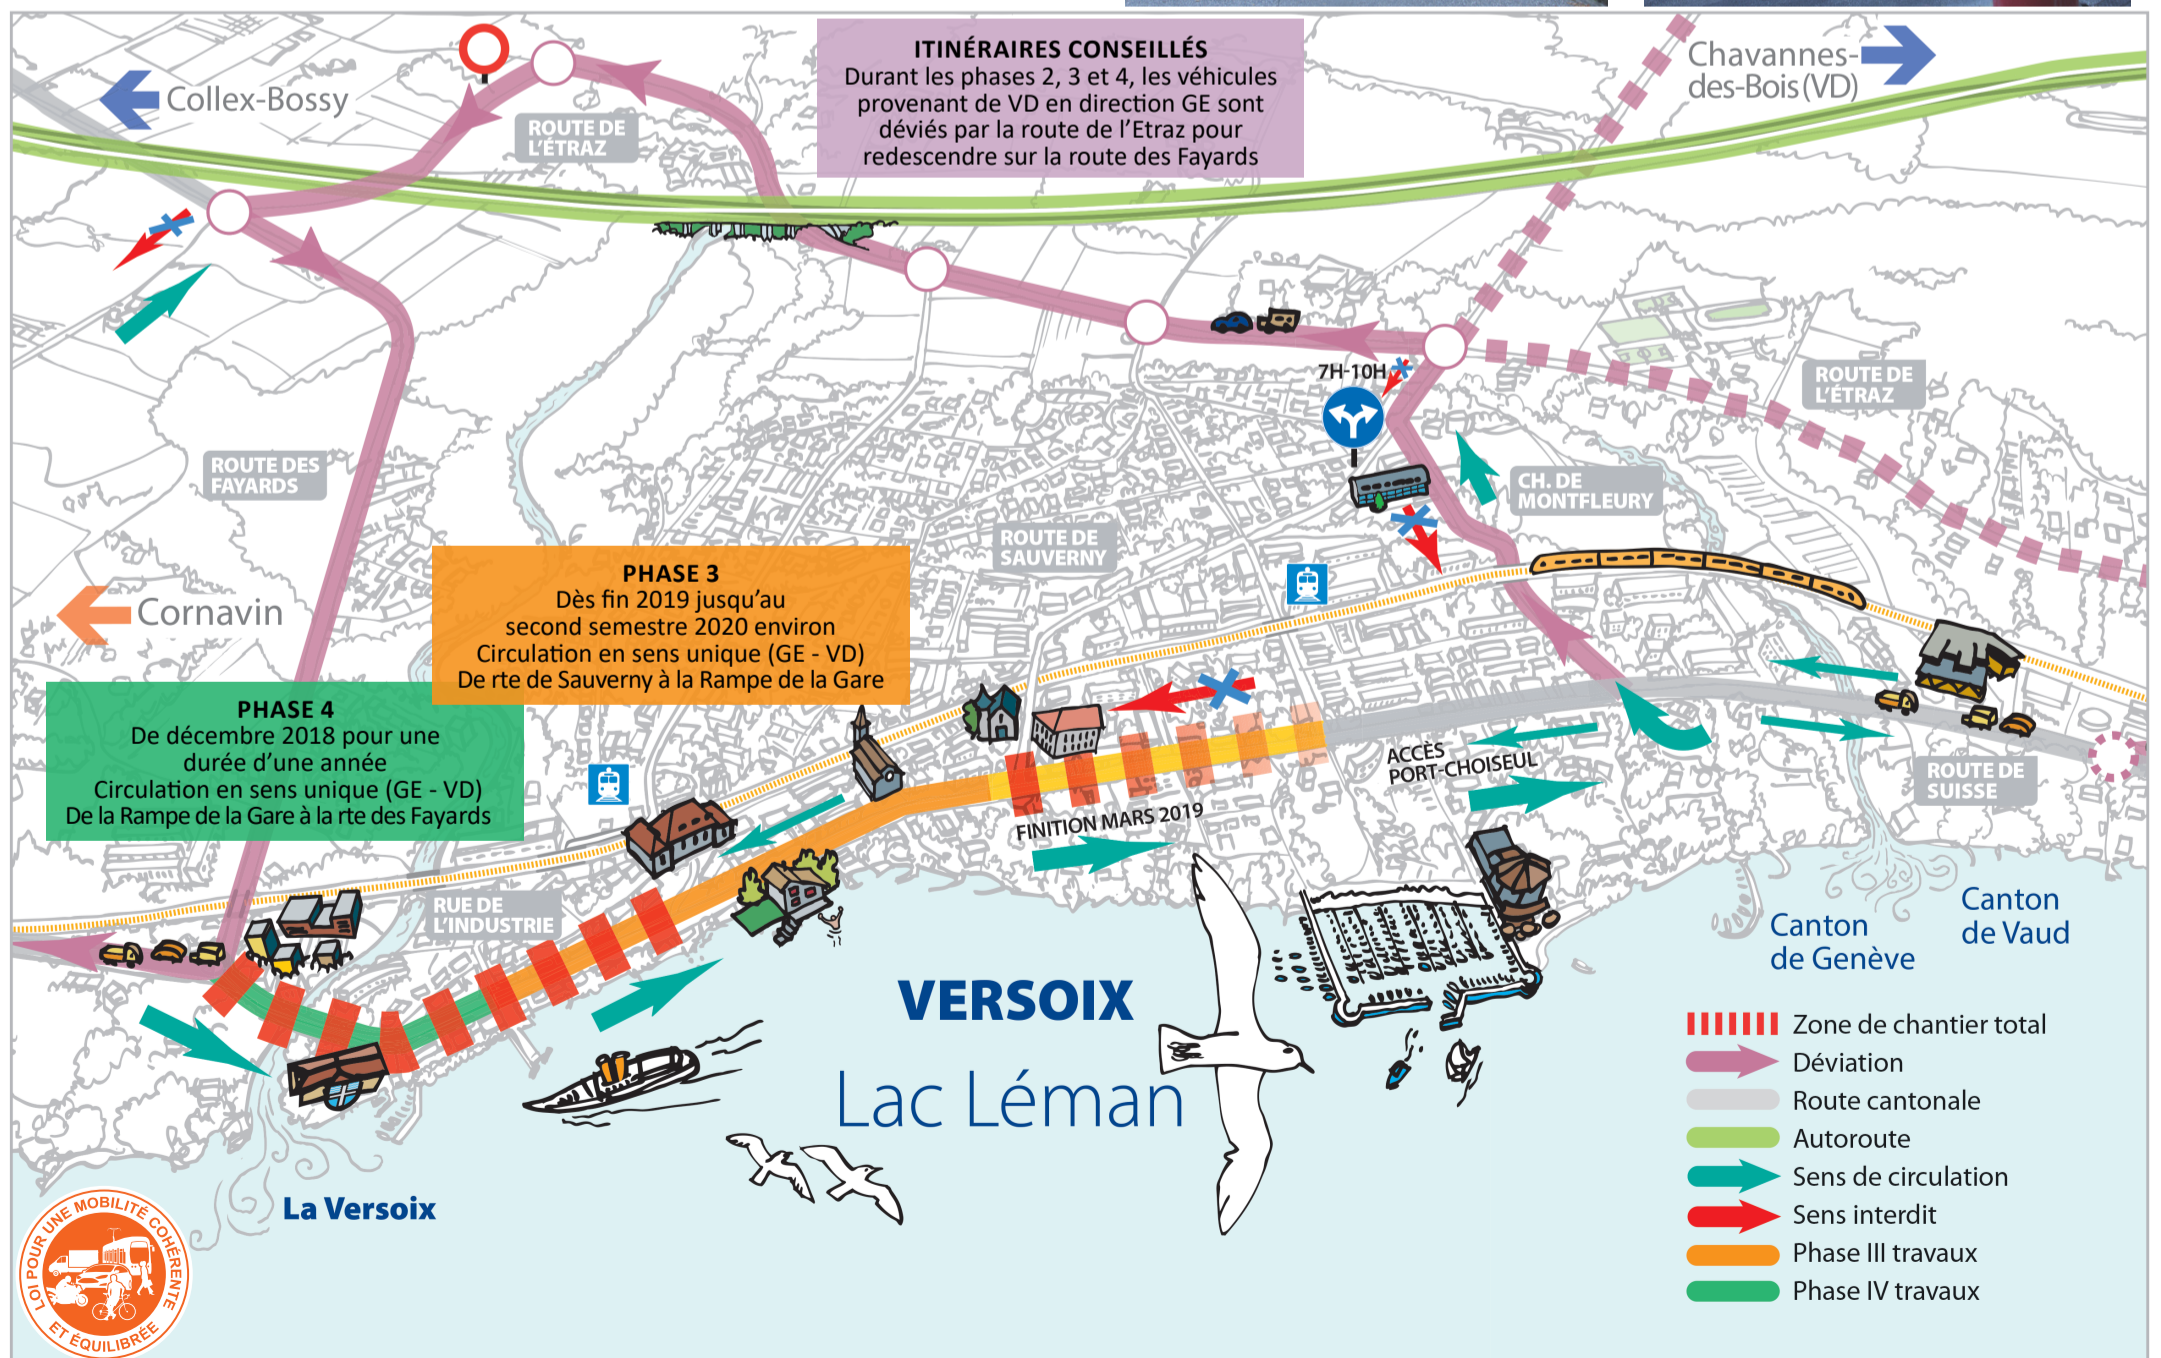 ITINÉRAIRES CONSEILLÉS
Durant les phases 2, 3 et 4, les véhicules
provenant de VD en direction GE sont
déviés par la route de l'Etraz pour
redescendre sur la route des Fayards
Chavannes-
des-Bois (VD)
Collex-Bossy
ROUTE DE
L'ÉTRAZ
7H-10H
ROUTE DE
L'ÉTRAZ
ROUTE DES
FAYARDS
CH. DE
MONTFLEURY
ROUTE DE
SAUVERNY
Cornavin
PHASE 3
Dès fin 2019 jusqu'au
second semestre 2020 environ
Circulation en sens unique (GE - VD)
De rte de Sauverny à la Rampe de la Gare
PHASE 4
De décembre 2018 pour une
durée d'une année
Circulation en sens unique (GE - VD)
De la Rampe de la Gare à la rte des Fayards
ACCÈS
PORT-CHOISEUL
ROUTE DE
SUISSE
FINITION MARS 2019
RUE DE
L'INDUSTRIE
Canton
de Genève
Canton
de Vaud
VERSOIX
Lac Léman
La Versoix
Zone de chantier total
Déviation
Route cantonale
Autoroute
Sens de circulation
Sens interdit
Phase III travaux
Phase IV travaux
LOI POUR UNE MOBILITÉ COHÉRENTE
ET ÉQUILIBRÉE